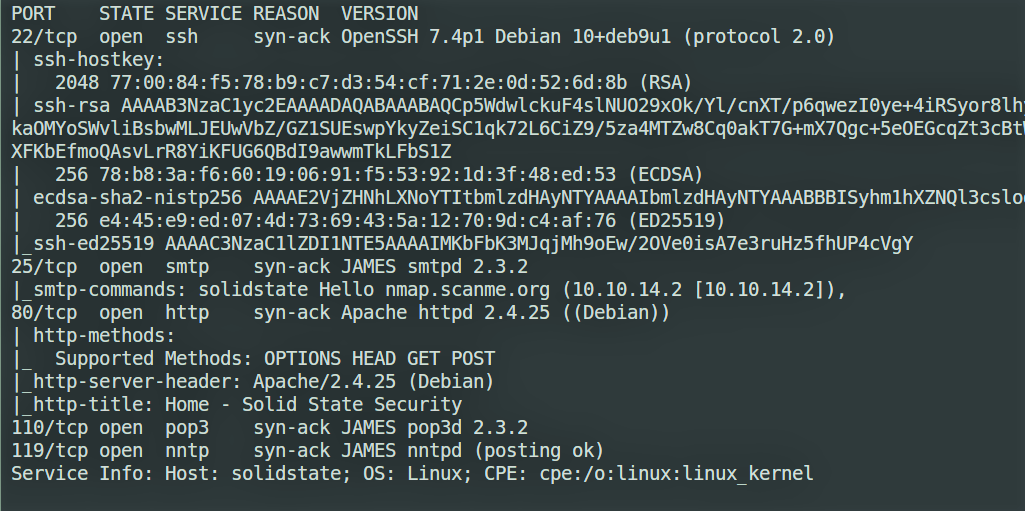 PORT    STATE SERVICE REASON  VERSION
22/tcp  open  ssh     syn-ack OpenSSH 7.4p1 Debian 10+deb9u1 (protocol 2.0)
| ssh-hostkey:
|   2048 77:00:84:f5:78:b9:c7:d3:54:cf:71:2e:0d:52:6d:8b (RSA)
| ssh-rsa AAAAB3NzaC1yc2EAAAADAQABAAABAQCp5WdwlckuF4slNUO29xOk/Yl/cnXT/p6qwezI0ye+4iRSyor8lhy
kaOMYoSWvliBsbwMLJEUwVbZ/GZ1SUEswpYkyZeiSC1qk72L6CiZ9/5za4MTZw8Cq0akT7G+mX7Qgc+5eOEGcqZt3cBtW
XFKbEfmoQAsvLrR8YiKFUG6QBdI9awwmTkLFbS1Z
|   256 78:b8:3a:f6:60:19:06:91:f5:53:92:1d:3f:48:ed:53 (ECDSA)
| ecdsa-sha2-nistp256 AAAAE2VjZHNhLXNoYTItbmlzdHAyNTYAAAAIbmlzdHAyNTYAAABBBISyhm1hXZNQl3cslo
|   256 e4:45:e9:ed:07:4d:73:69:43:5a:12:70:9d:c4:af:76 (ED25519)
|_ssh-ed25519 AAAAC3NzaC1lZDI1NTE5AAAAIMKbFbK3MJqjMh9oEw/2OVe0isA7e3ruHz5fhUP4cVgY
25/tcp  open  smtp    syn-ack JAMES smtpd 2.3.2
|_smtp-commands: solidstate Hello nmap.scanme.org (10.10.14.2 [10.10.14.2]),
80/tcp  open  http    syn-ack Apache httpd 2.4.25 ((Debian))
| http-methods:
|_  Supported Methods: OPTIONS HEAD GET POST
|_http-server-header: Apache/2.4.25 (Debian)
|_http-title: Home - Solid State Security
110/tcp open  pop3    syn-ack JAMES pop3d 2.3.2
119/tcp open  nntp    syn-ack JAMES nntpd (posting ok)
Service Info: Host: solidstate; OS: Linux; CPE: cpe:/o:linux:linux_kernel